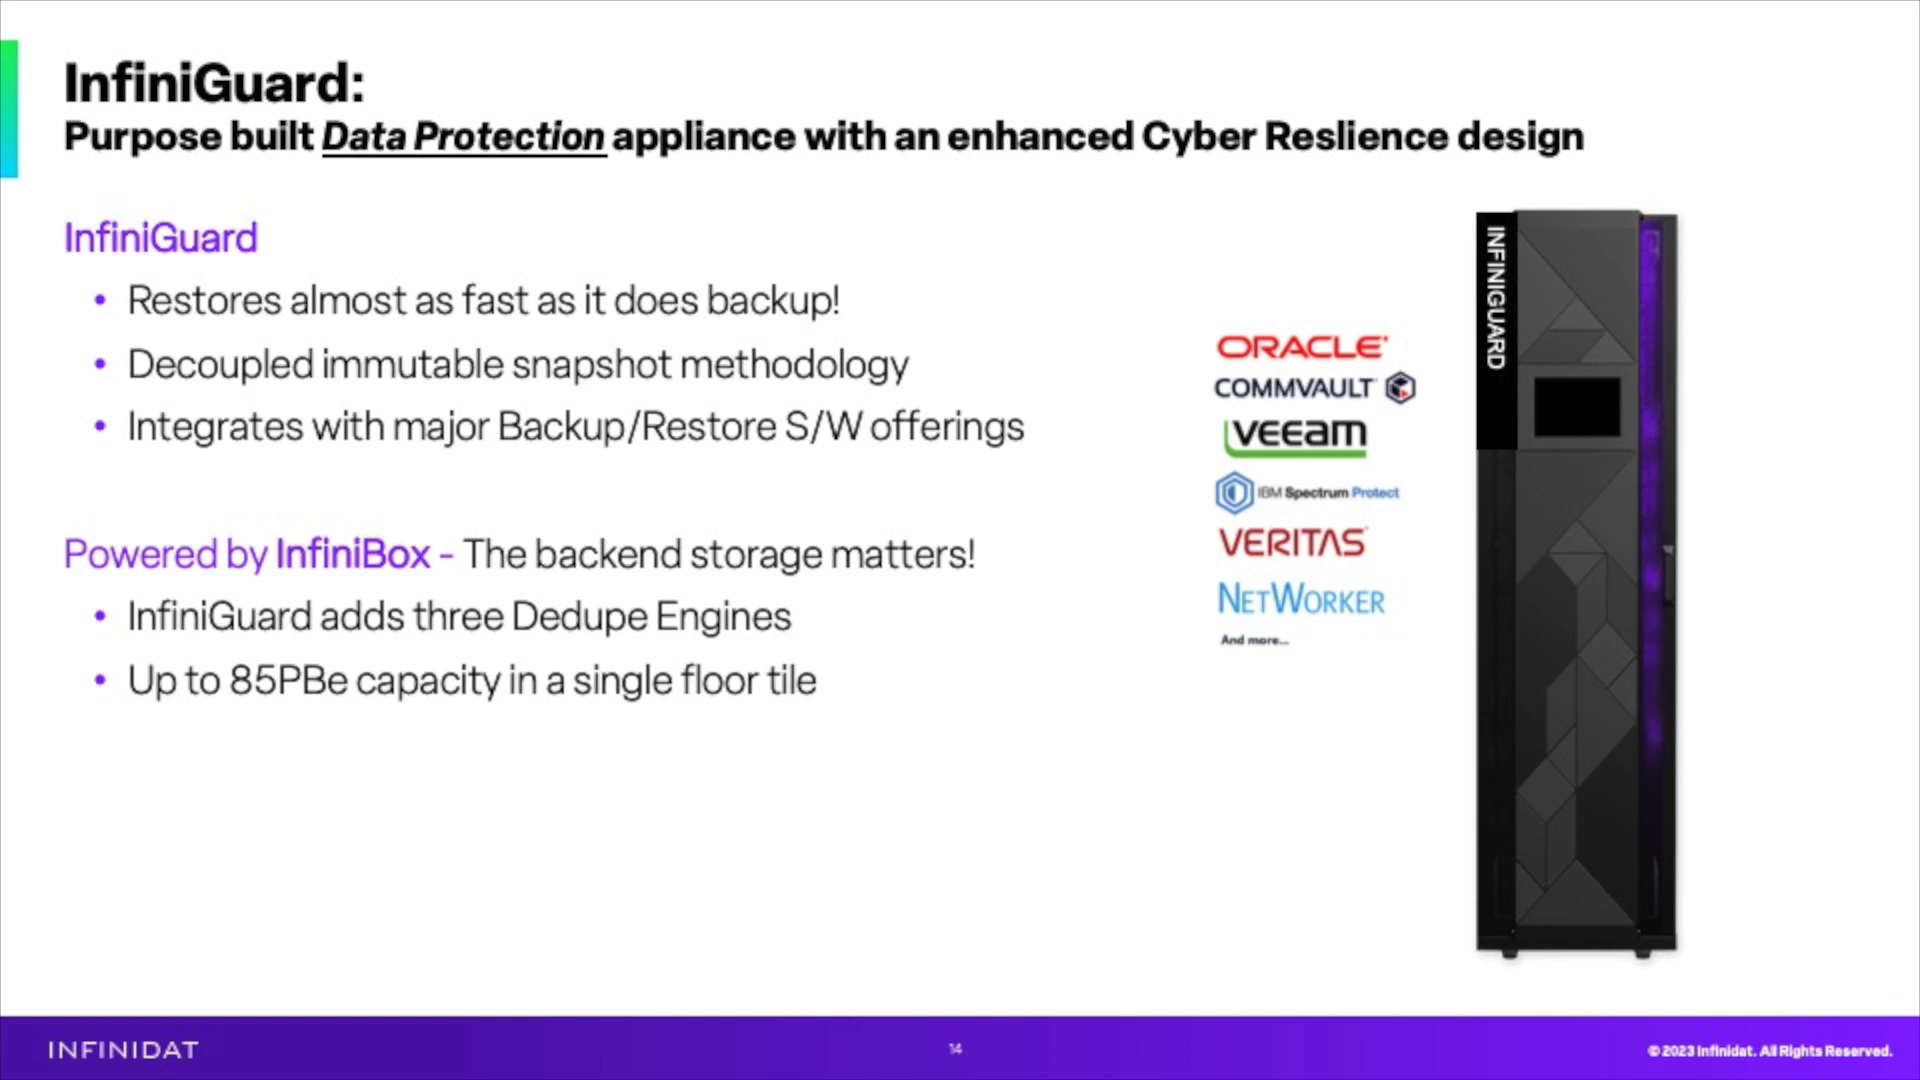 InfiniGuard:
Purpose built Data Protection appliance with an enhanced Cyber Reslience design
InfiniGuard
• Restores almost as fast as it does backup!
• Decoupled immutable snapshot methodology
• Integrates with major Backup/Restore S/W offerings
Powered by InfiniBox - The backend storage matters!
• InfiniGuard adds three Dedupe Engines
• Up to 85PBe capacity in a single floor tile
ORACLE
COMMVAULT
veeam
IBM Spectrum Protect
VERITAS
NETWORKER
And more...
INFINIGUARD
INFINIDAT
14
© 2023 Infinidat. All Rights Reserved.